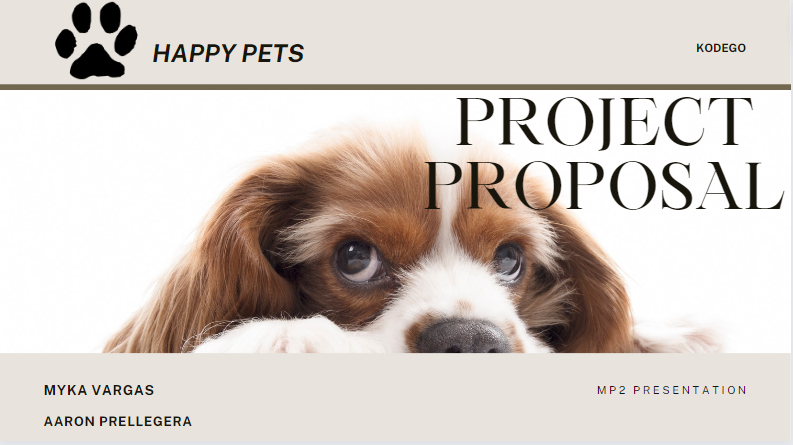 HAPPY PETS
KODEGO
PROJECT
PROPOSAL
MYKA VARGAS
MP2 PRESENTATION
AARON PRELLEGERA